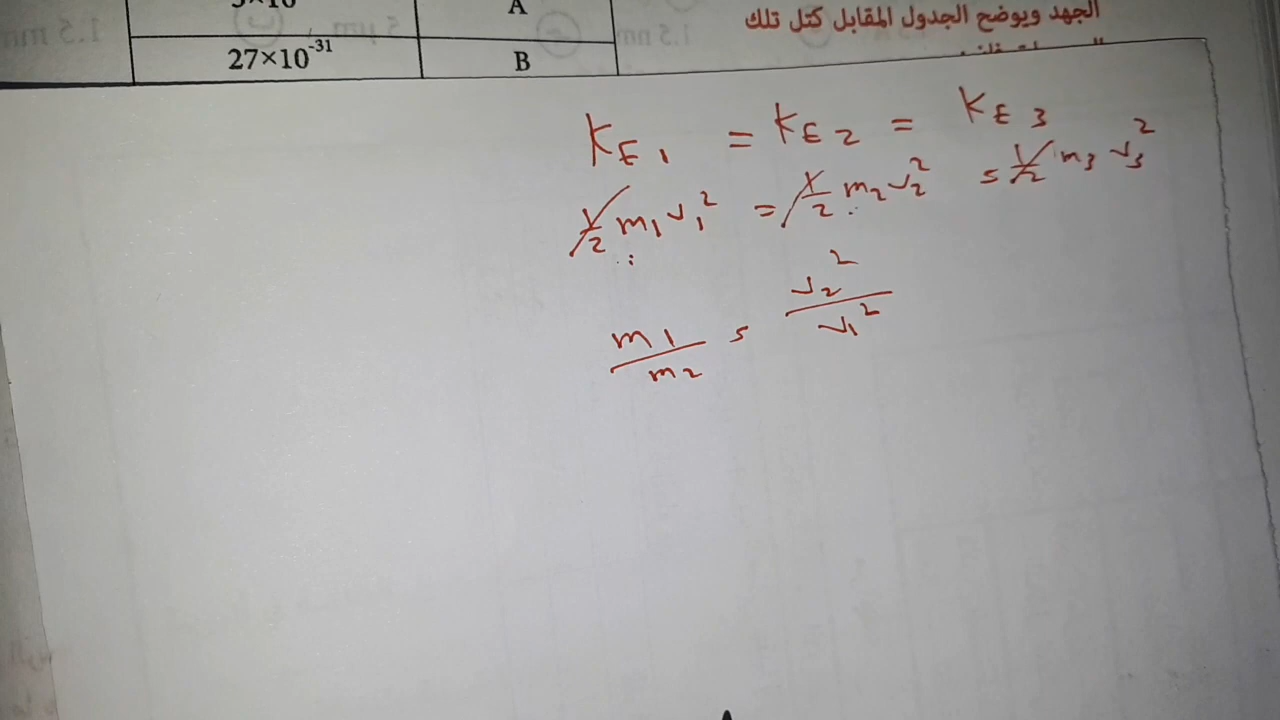 A
الجهد ويوضح الجدول المقابل كتل تلك
27×10⁻³¹ B
KE1 = KE2 = KE3
1/2 m1 v1² = 1/2 m2 v2² = 1/2 m3 v3²
m1/m2 = v2²/v1²